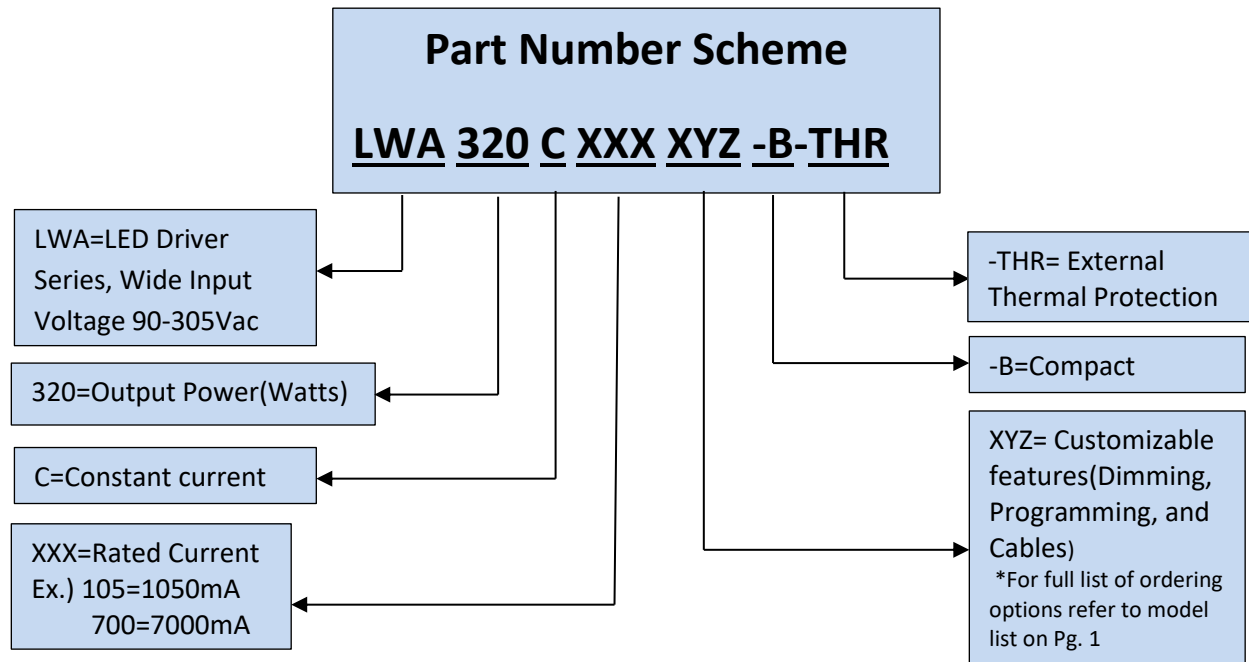 Part Number Scheme
LWA 320 C XXX XYZ -B-THR
LWA=LED Driver
Series, Wide Input
Voltage 90-305Vac
320=Output Power(Watts)
C=Constant current
XXX=Rated Current
Ex.) 105=1050mA
700=7000mA
-THR= External
Thermal Protection
-B=Compact
XYZ= Customizable
features(Dimming,
Programming, and
Cables)
*For full list of ordering
options refer to model
list on Pg. 1